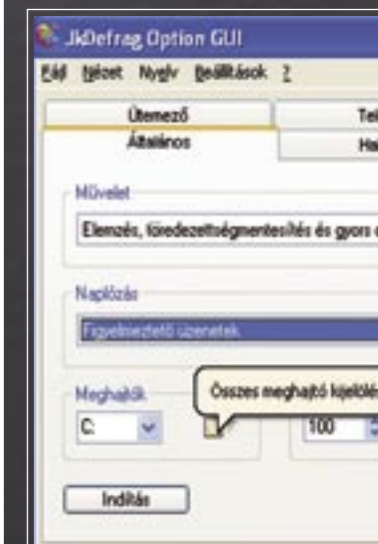 JkDefrag Option GUI
Fájl Nézet Nyelv Beállítások ?
Ütemező
Általános
Művelet
Elemzés, töredezettségmentesítés és gyors
Naplózás
Figyelmeztető üzenetek
Meghajtók
Összes meghajtó kijelölés
C:
100
Indítás